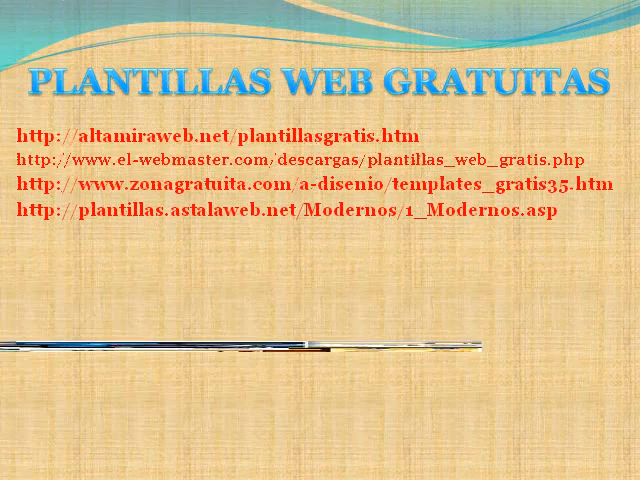 PLANTILLAS WEB GRATUITAS
http://altamiraweb.net/plantillasgratis.htm
http://www.el-webmaster.com/descargas/plantillas_web_gratis.php
http://www.zonagratuita.com/a-disenio/templates_gratis35.htm
http://plantillas.astalaweb.net/Modernos/1_Modernos.asp